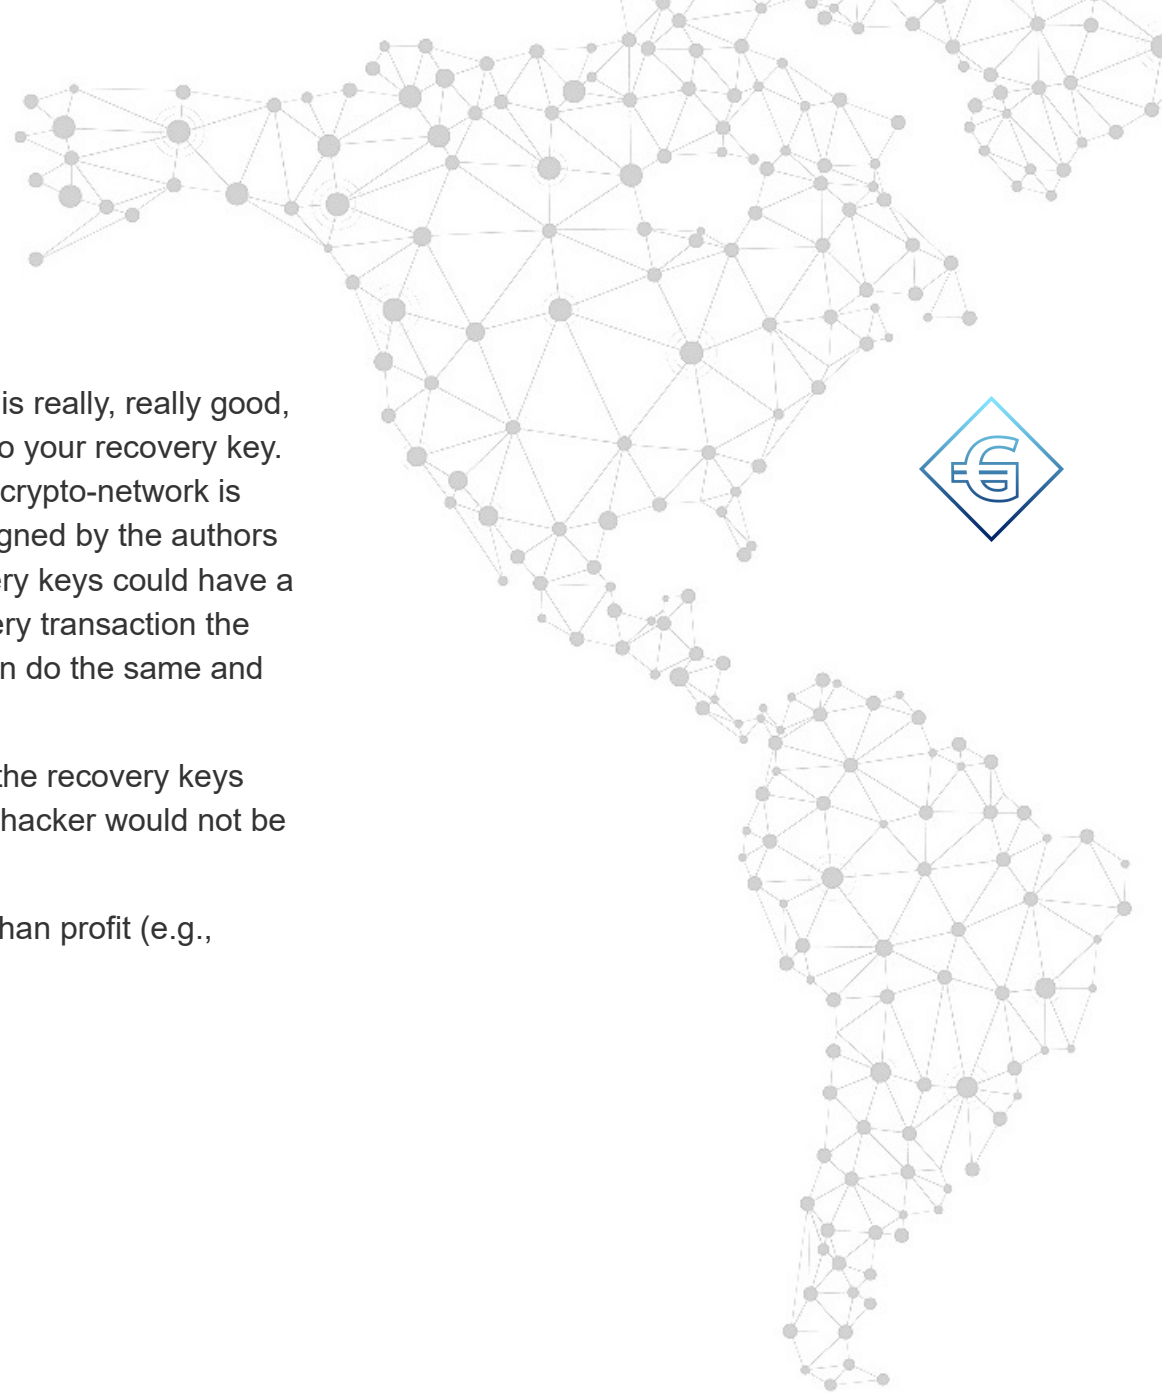 is really, really good,
o your recovery key.
crypto-network is
gned by the authors
ery keys could have a
ery transaction the
n do the same and
the recovery keys
hacker would not be
han profit (e.g.,